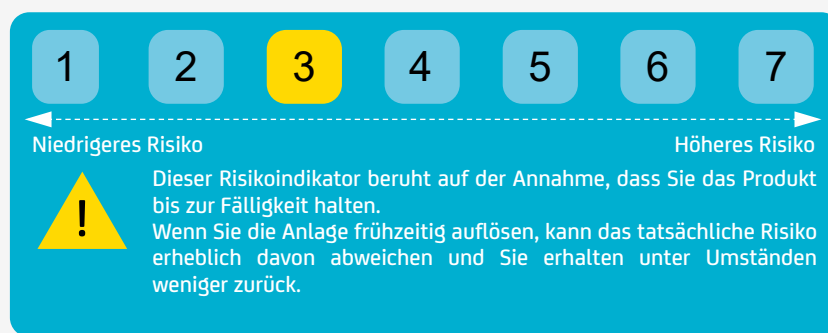 1 2 3 4 5 6 7
Niedrigeres Risiko Höheres Risiko
! Dieser Risikoindikator beruht auf der Annahme, dass Sie das Produkt
bis zur Fälligkeit halten.
Wenn Sie die Anlage frühzeitig auflösen, kann das tatsächliche Risiko
erheblich davon abweichen und Sie erhalten unter Umständen
weniger zurück.